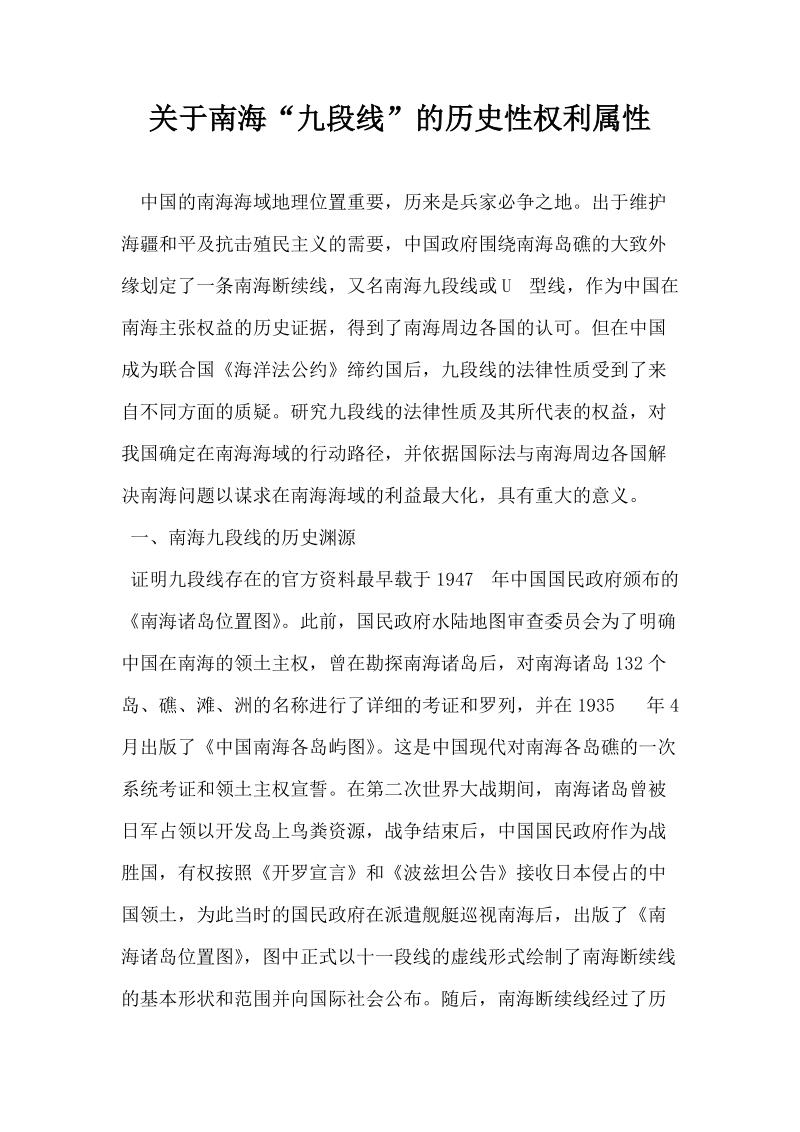 关于南海“九段线”的历史性权利属性
中国的南海海域地理位置重要，历来是兵家必争之地。出于维护
海疆和平及抗击殖民主义的需要，中国政府围绕南海岛礁的大致外
缘划定了一条南海断续线，又名南海九段线或 U 型线，作为中国在
南海主张权益的历史证据，得到了南海周边各国的认可。但在中国
成为联合国《海洋法公约》缔约国后，九段线的法律性质受到了来
自不同方面的质疑。研究九段线的法律性质及其所代表的权益，对
我国确定在南海海域的行动路径，并依据国际法与南海周边各国解
决南海问题以谋求在南海海域的利益最大化，具有重大的意义。
一、南海九段线的历史渊源
证明九段线存在的官方资料最早载于 1947 年中国国民政府颁布的
《南海诸岛位置图》。此前，国民政府水陆地图审查委员会为了明确
中国在南海的领土主权，曾在勘探南海诸岛后，对南海诸岛 132 个
岛、礁、滩、洲的名称进行了详细的考证和罗列，并在 1935 年 4
月出版了《中国南海各岛屿图》。这是中国现代对南海各岛礁的一次
系统考证和领土主权宣誓。在第二次世界大战期间，南海诸岛曾被
日军占领以开发岛上鸟粪资源，战争结束后，中国国民政府作为战
胜国，有权按照《开罗宣言》和《波兹坦公告》接收日本侵占的中
国领土，为此当时的国民政府在派遣舰艇巡视南海后，出版了《南
海诸岛位置图》，图中正式以十一段线的虚线形式绘制了南海断续线
的基本形状和范围并向国际社会公布。随后，南海断续线经过了历